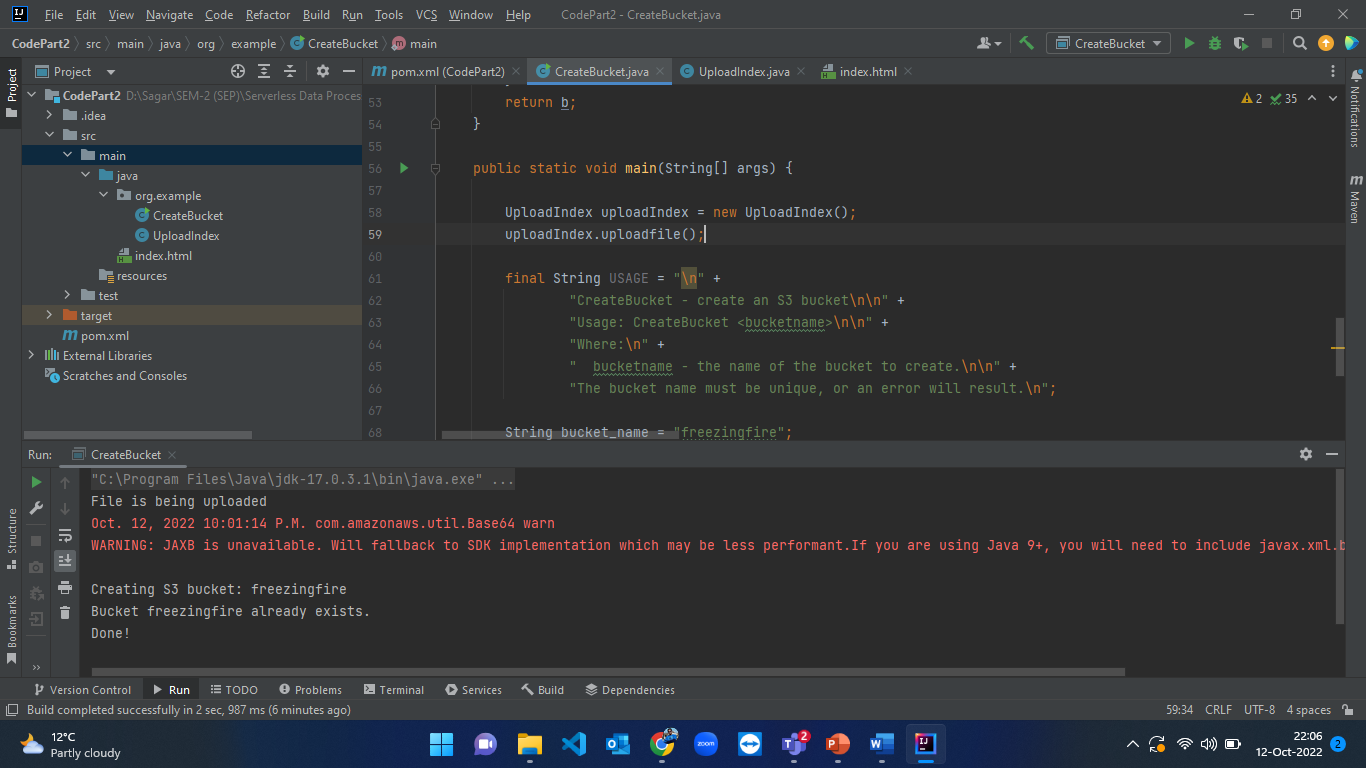 File Edit View Navigate Code Refactor Build Run Tools VCS Window Help CodePart2 - CreateBucket.java
CodePart2 src main java org example CreateBucket main CreateBucket
Project pom.xml (CodePart2) CreateBucket.java UploadIndex.java index.html
Project
CodePart2 D:\Sagar\SEM-2 (SEP)\Serverless Data Proces
.idea
src
main
java
org.example
CreateBucket
UploadIndex
index.html
resources
test
target
pom.xml
External Libraries
Scratches and Consoles
2 35
53 return b;
54 }
55
56 public static void main(String[] args) {
57
58 UploadIndex uploadIndex = new UploadIndex();
59 uploadIndex.uploadfile();
60
61 final String USAGE = "\n" +
62 "CreateBucket - create an S3 bucket\n\n" +
63 "Usage: CreateBucket <bucketname>\n\n" +
64 "Where:\n" +
65 "  bucketname - the name of the bucket to create.\n\n" +
66 "The bucket name must be unique, or an error will result.\n";
67
68 String bucket_name = "freezingfire";
Notifications
Maven
Run: CreateBucket
"C:\Program Files\Java\jdk-17.0.3.1\bin\java.exe" ...
File is being uploaded
Oct. 12, 2022 10:01:14 P.M. com.amazonaws.util.Base64 warn
WARNING: JAXB is unavailable. Will fallback to SDK implementation which may be less performant.If you are using Java 9+, you will need to include javax.xml.b
Creating S3 bucket: freezingfire
Bucket freezingfire already exists.
Done!
Structure
Bookmarks
Version Control Run TODO Problems Terminal Services Build Dependencies
Build completed successfully in 2 sec, 987 ms (6 minutes ago) 59:34 CRLF UTF-8 4 spaces
12°C
Partly cloudy
zoom
2
22:06
12-Oct-2022
2